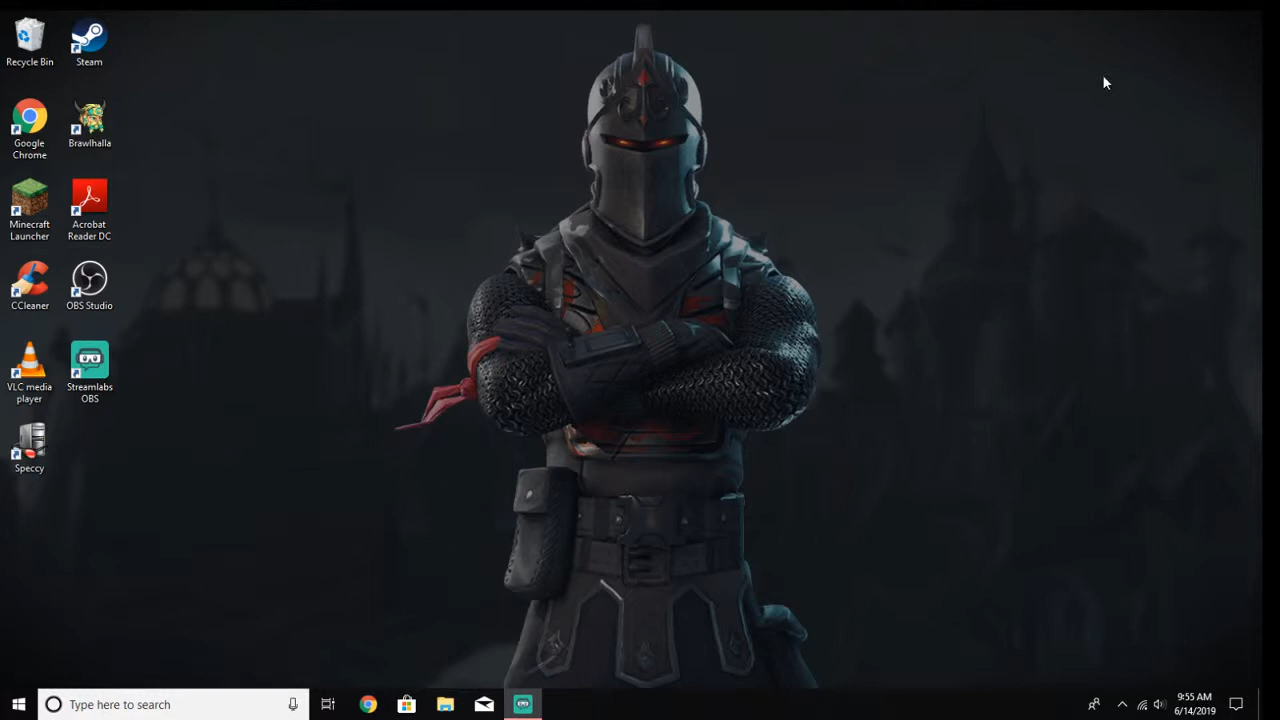 Recycle Bin
Steam
Google
Chrome
Brawlhalla
Minecraft
Launcher
Acrobat
Reader DC
CCleaner
OBS Studio
VLC media
player
Streamlabs
OBS
Speccy
Type here to search
9:55 AM
6/14/2019